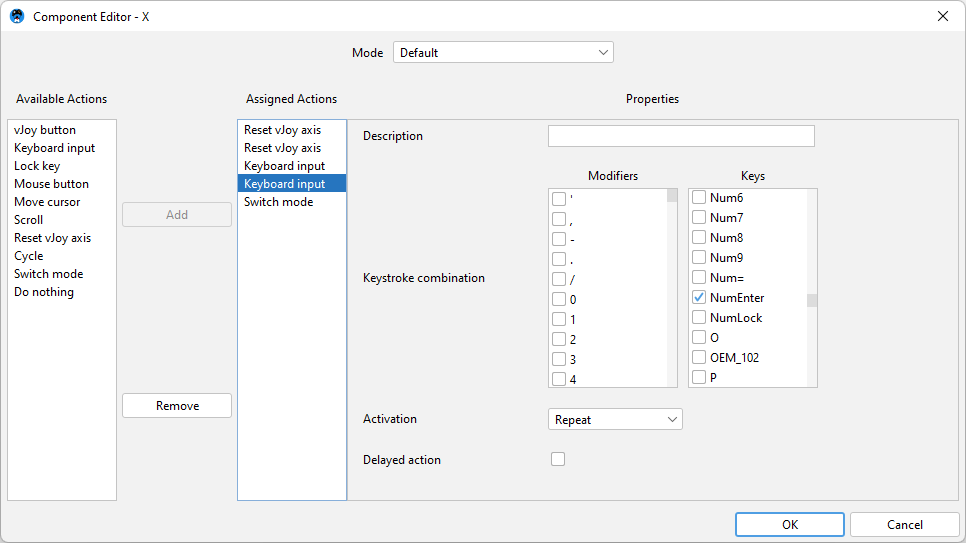 Component Editor - X
Mode Default
Available Actions
vJoy button
Keyboard input
Lock key
Mouse button
Move cursor
Scroll
Reset vJoy axis
Cycle
Switch mode
Do nothing
Add
Remove
Assigned Actions
Reset vJoy axis
Reset vJoy axis
Keyboard input
Keyboard input
Switch mode
Properties
Description
Keystroke combination
Modifiers
'
,
-
.
/
0
1
2
3
4
Keys
Num6
Num7
Num8
Num9
Num=
NumEnter
NumLock
O
OEM_102
P
Activation Repeat
Delayed action
OK
Cancel